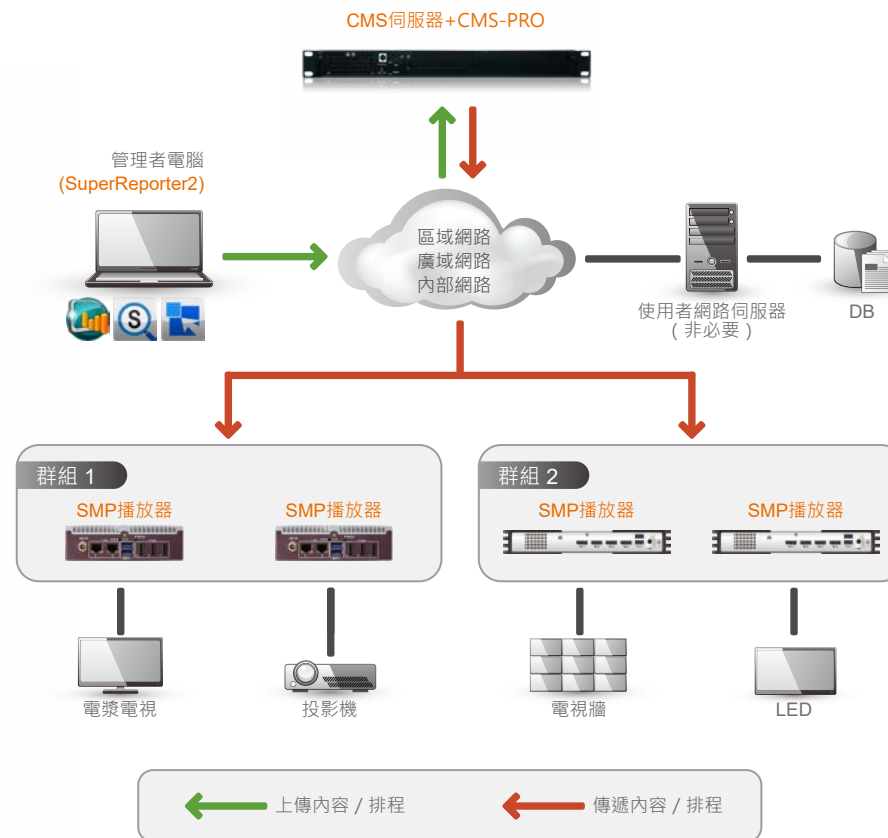 CMS伺服器+CMS-PRO
管理者電腦
(SuperReporter2)
區域網路
廣域網路
內部網路
S
使用者網路伺服器
( 非必要 )
DB
群組 1
SMP播放器
SMP播放器
群組 2
SMP播放器
SMP播放器
電漿電視
投影機
電視牆
LED
上傳內容 / 排程
傳遞內容 / 排程